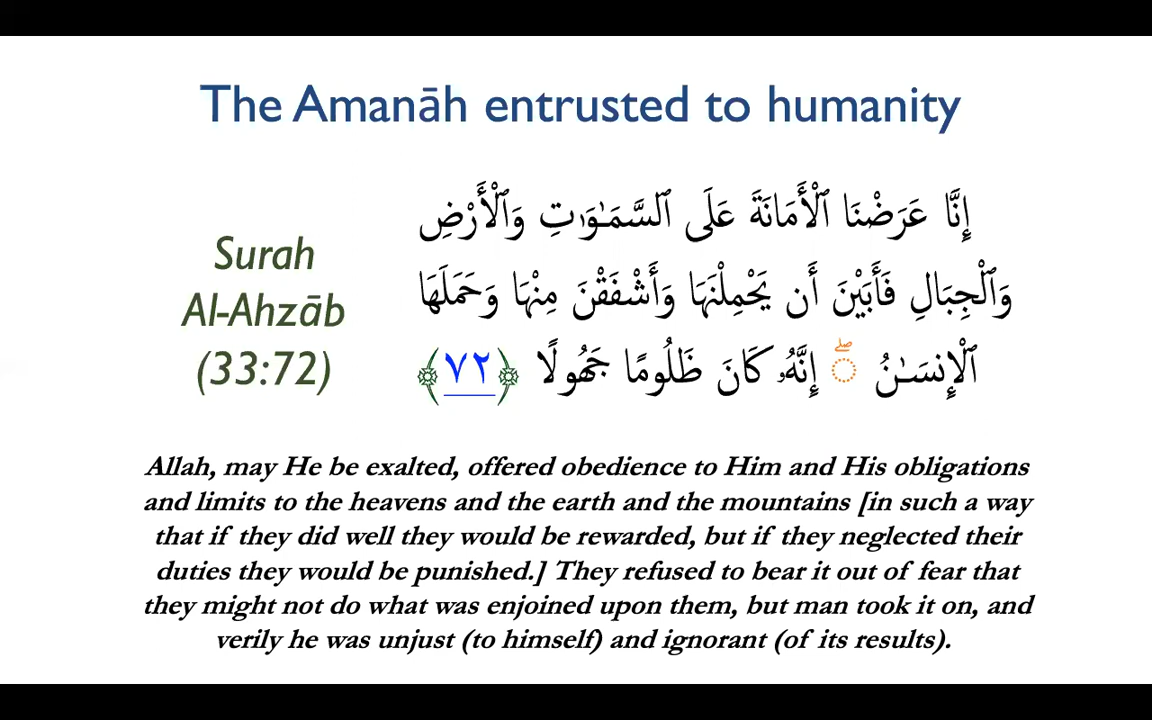 The Amanāh entrusted to humanity
Surah
Al-Ahzāb
(33:72)
إِنَّا عَرَضْنَا ٱلْأَمَانَةَ عَلَى ٱلسَّمَـٰوَٰتِ وَٱلْأَرْضِ
وَٱلْجِبَالِ فَأَبَيْنَ أَن يَحْمِلْنَهَا وَأَشْفَقْنَ مِنْهَا وَحَمَلَهَا
ٱلْإِنسَـٰنُ ۖ إِنَّهُۥ كَانَ ظَلُومًا جَهُولًا ﴿٧٢﴾
Allah, may He be exalted, offered obedience to Him and His obligations
and limits to the heavens and the earth and the mountains [in such a way
that if they did well they would be rewarded, but if they neglected their
duties they would be punished.] They refused to bear it out of fear that
they might not do what was enjoined upon them, but man took it on, and
verily he was unjust (to himself) and ignorant (of its results).